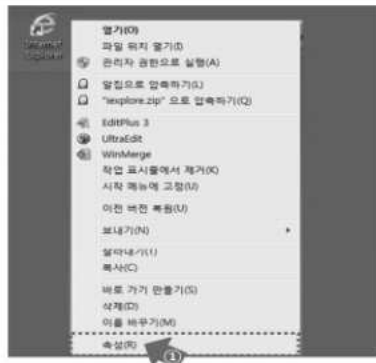 Internet
Explorer
열기(O)
파일 위치 열기(I)
관리자 권한으로 실행(A)
알집으로 압축하기(L)
"iexplore.zip" 으로 압축하기(Q)
EditPlus 3
UltraEdit
WinMerge
작업 표시줄에서 제거(K)
시작 메뉴에 고정(U)
이전 버전 복원(U)
보내기(N)
잘라내기(T)
복사(C)
바로 가기 만들기(S)
삭제(D)
이름 바꾸기(M)
속성(R)
①